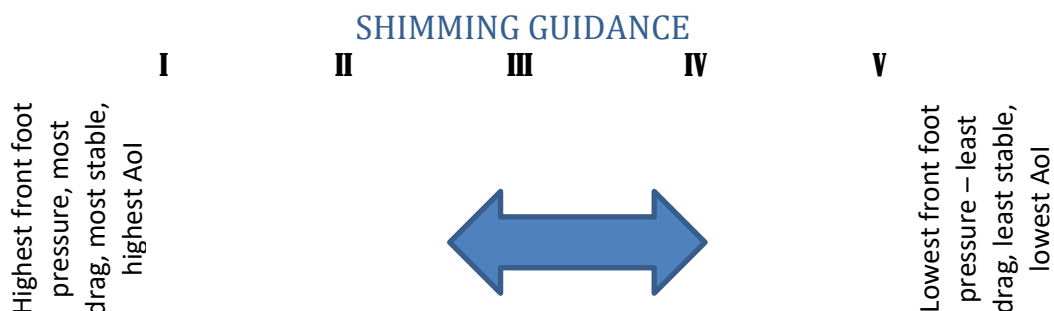 SHIMMING GUIDANCE
I II III IV V
Highest front foot
pressure, most
drag, most stable,
highest AoI
Lowest front foot
pressure – least
drag, least stable,
lowest AoI